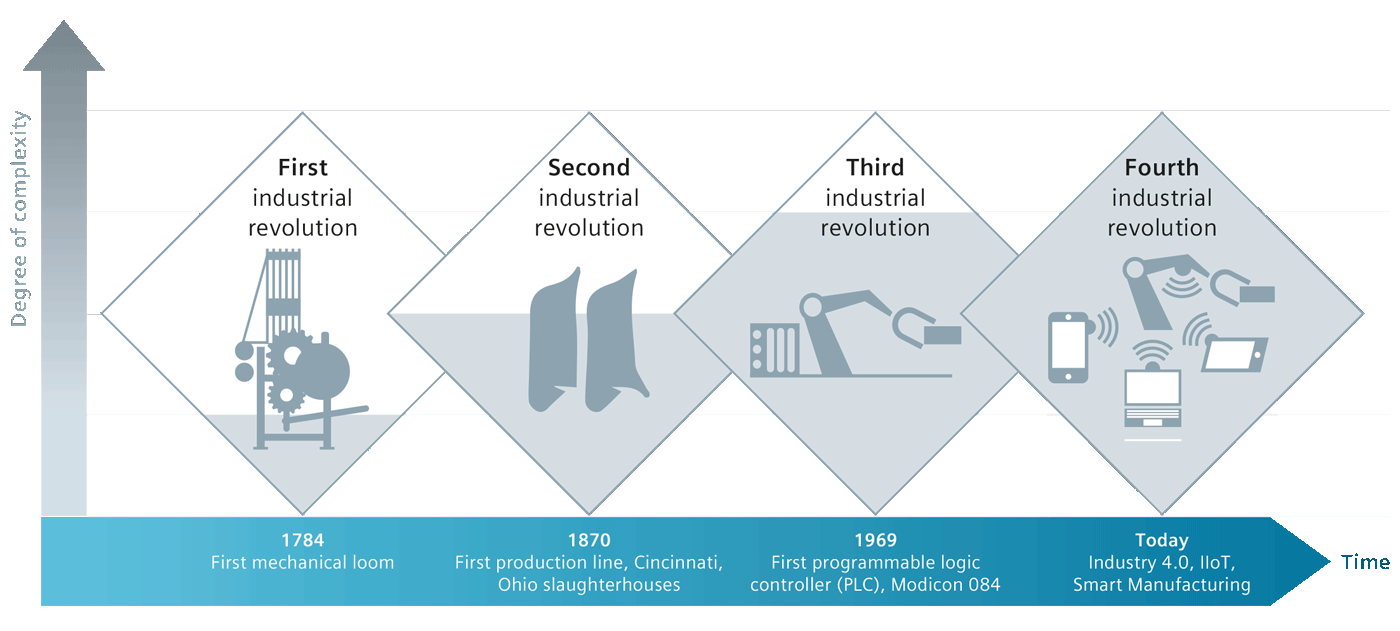 Degree of complexity
First
industrial
revolution
Second
industrial
revolution
Third
industrial
revolution
Fourth
industrial
revolution
1784
First mechanical loom
1870
First production line, Cincinnati,
Ohio slaughterhouses
1969
First programmable logic
controller (PLC), Modicon 084
Today
Industry 4.0, IIoT,
Smart Manufacturing
Time